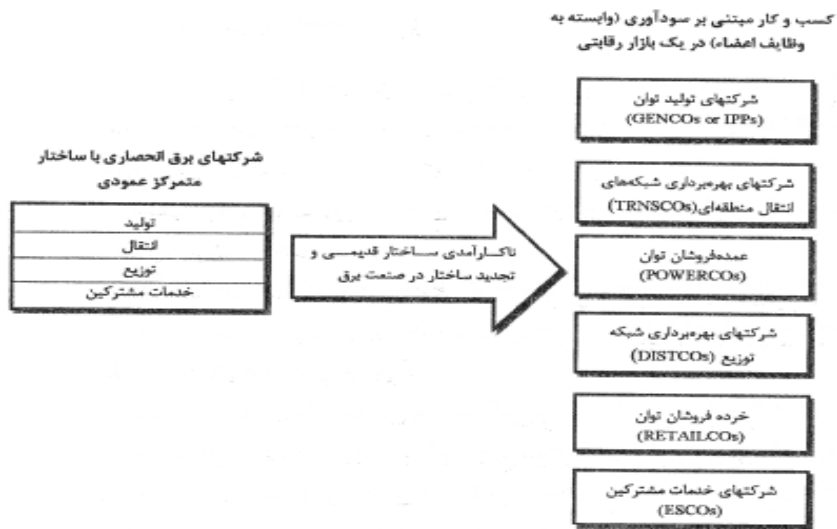 کسب و کار مبتنی بر سودآوری (وابسته به
وظایف اعضاء) در یک بازار رقابتی
شرکتهای تولید توان
(GENCOs or IPPs)
شرکتهای بهره‌برداری شبکه‌های
انتقال منطقه‌ای(TRNSCOs)
عمده‌فروشان توان
(POWERCOs)
شرکتهای بهره‌برداری شبکه
توزیع (DISTCOs)
خرده فروشان توان
(RETAILCOs)
شرکتهای خدمات مشترکین
(ESCOs)
ناکارآمدی ساختار قدیمی و
تجدید ساختار در صنعت برق
شرکتهای برق انحصاری با ساختار
متمرکز عمودی
تولید
انتقال
توزیع
خدمات مشترکین